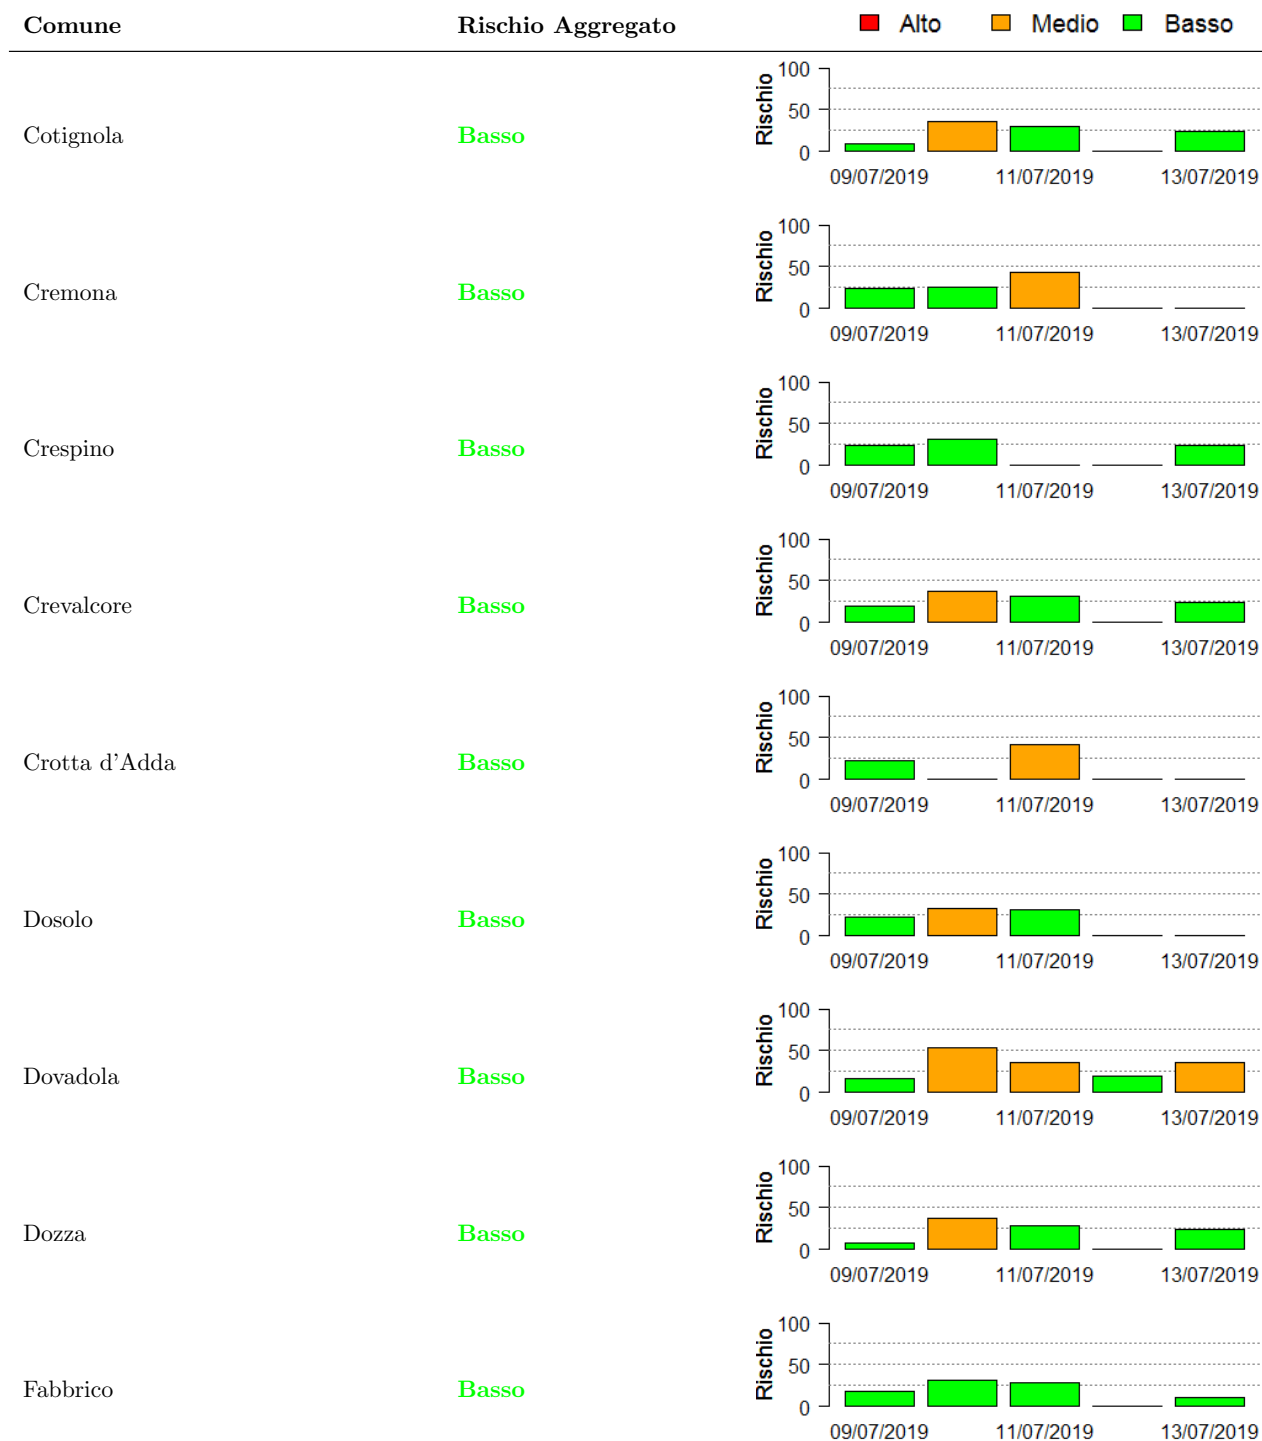 Comune Rischio Aggregato Alto Medio Basso
Cotignola Basso Rischio 100 50 0
09/07/2019 11/07/2019 13/07/2019
Cremona Basso Rischio 100 50 0
09/07/2019 11/07/2019 13/07/2019
Crespino Basso Rischio 100 50 0
09/07/2019 11/07/2019 13/07/2019
Crevalcore Basso Rischio 100 50 0
09/07/2019 11/07/2019 13/07/2019
Crotta d'Adda Basso Rischio 100 50 0
09/07/2019 11/07/2019 13/07/2019
Dosolo Basso Rischio 100 50 0
09/07/2019 11/07/2019 13/07/2019
Dovadola Basso Rischio 100 50 0
09/07/2019 11/07/2019 13/07/2019
Dozza Basso Rischio 100 50 0
09/07/2019 11/07/2019 13/07/2019
Fabbrico Basso Rischio 100 50 0
09/07/2019 11/07/2019 13/07/2019